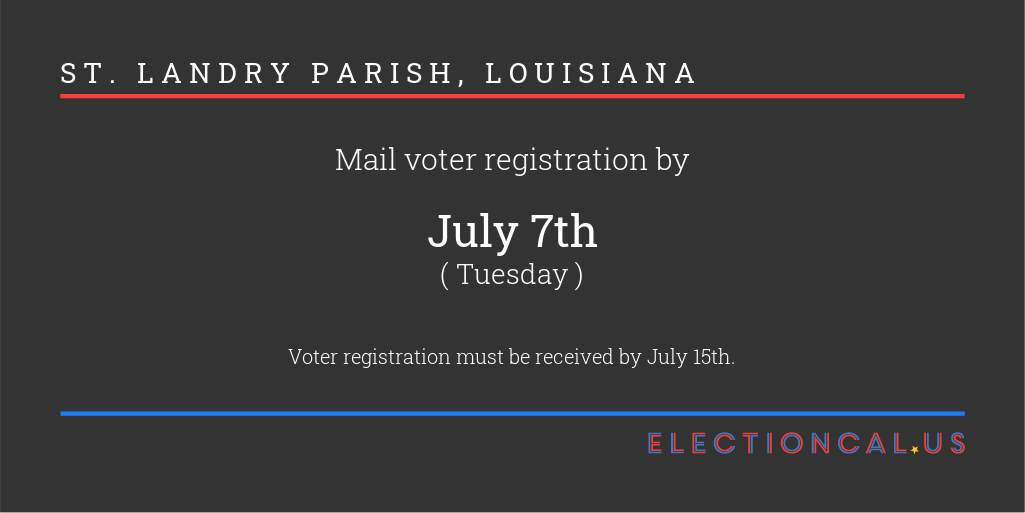 ST. LANDRY PARISH, LOUISIANA
Mail voter registration by
July 7th
( Tuesday )
Voter registration must be received by July 15th.
ELECTIONCAL.US